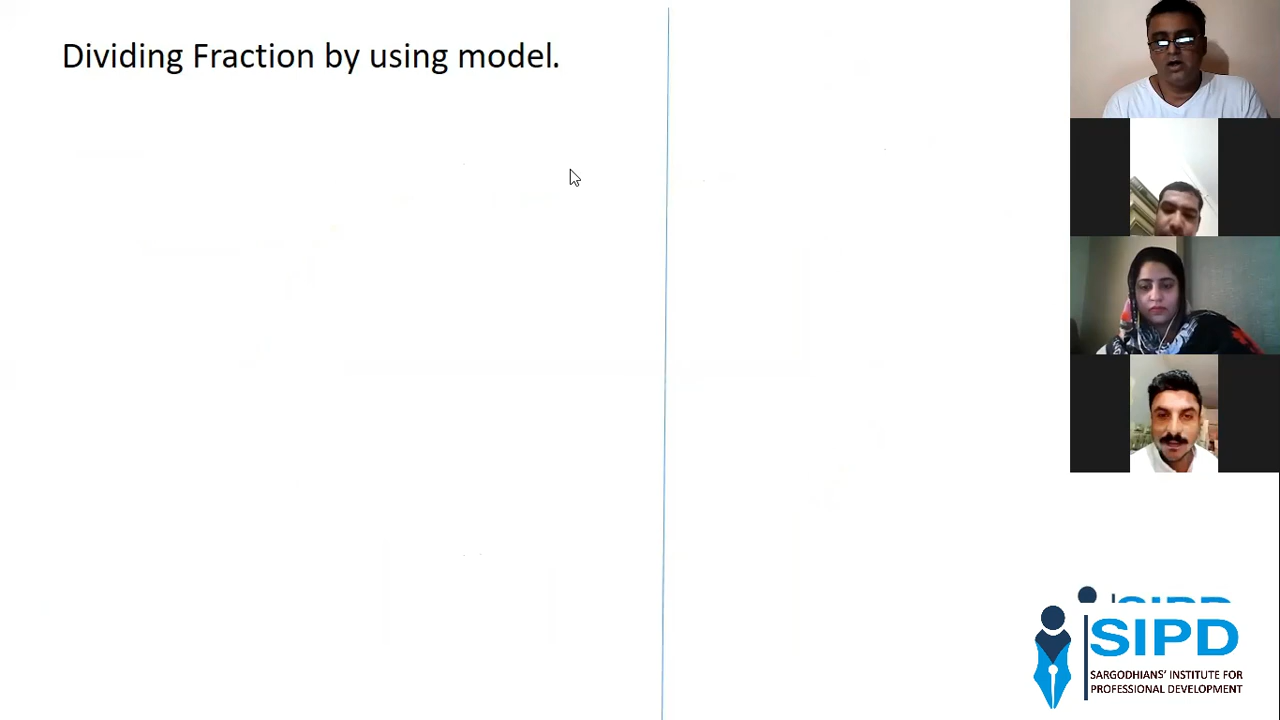 Dividing Fraction by using model.
SIPD
SARGODHIANS' INSTITUTE FOR
PROFESSIONAL DEVELOPMENT